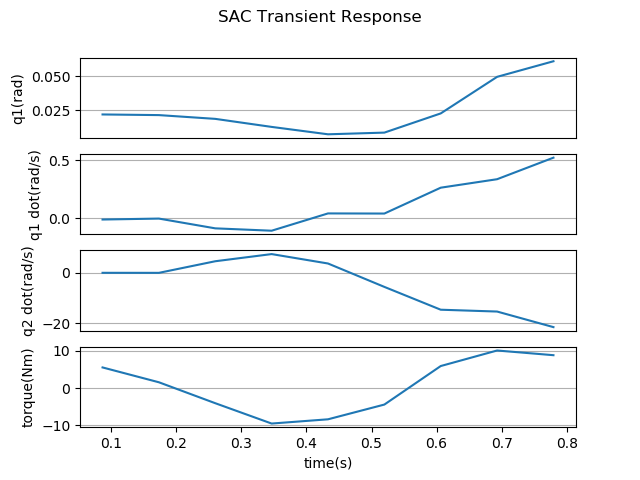 SAC Transient Response
q1(rad)
0.050
0.025
q1 dot(rad/s)
0.5
0.0
q2 dot(rad/s)
0
−20
torque(Nm)
10
0
−10
0.1 0.2 0.3 0.4 0.5 0.6 0.7 0.8
time(s)